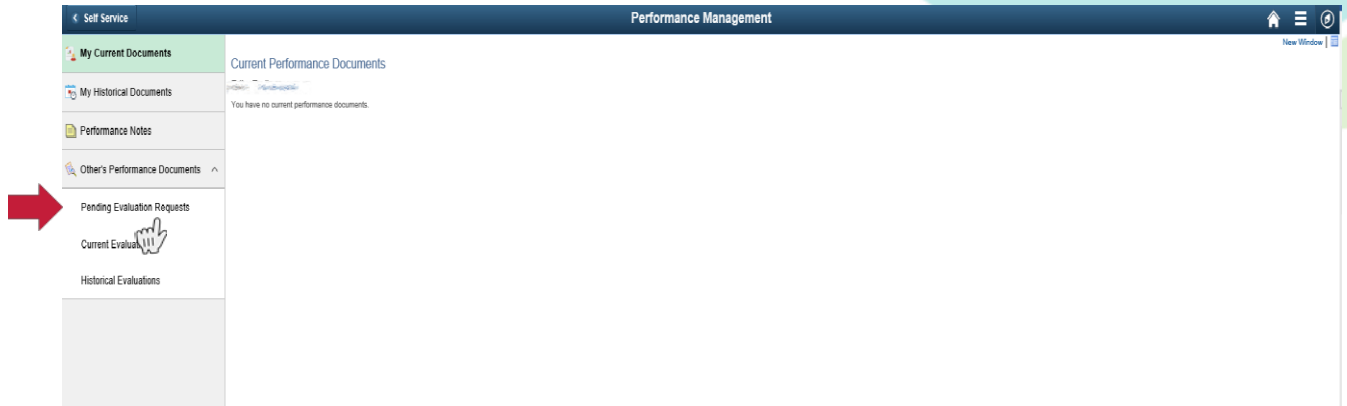 Self Service
Performance Management
New Window
My Current Documents
My Historical Documents
Performance Notes
Other's Performance Documents
Pending Evaluation Requests
Current
Historical Evaluations
Current Performance Documents
You have no current performance documents.